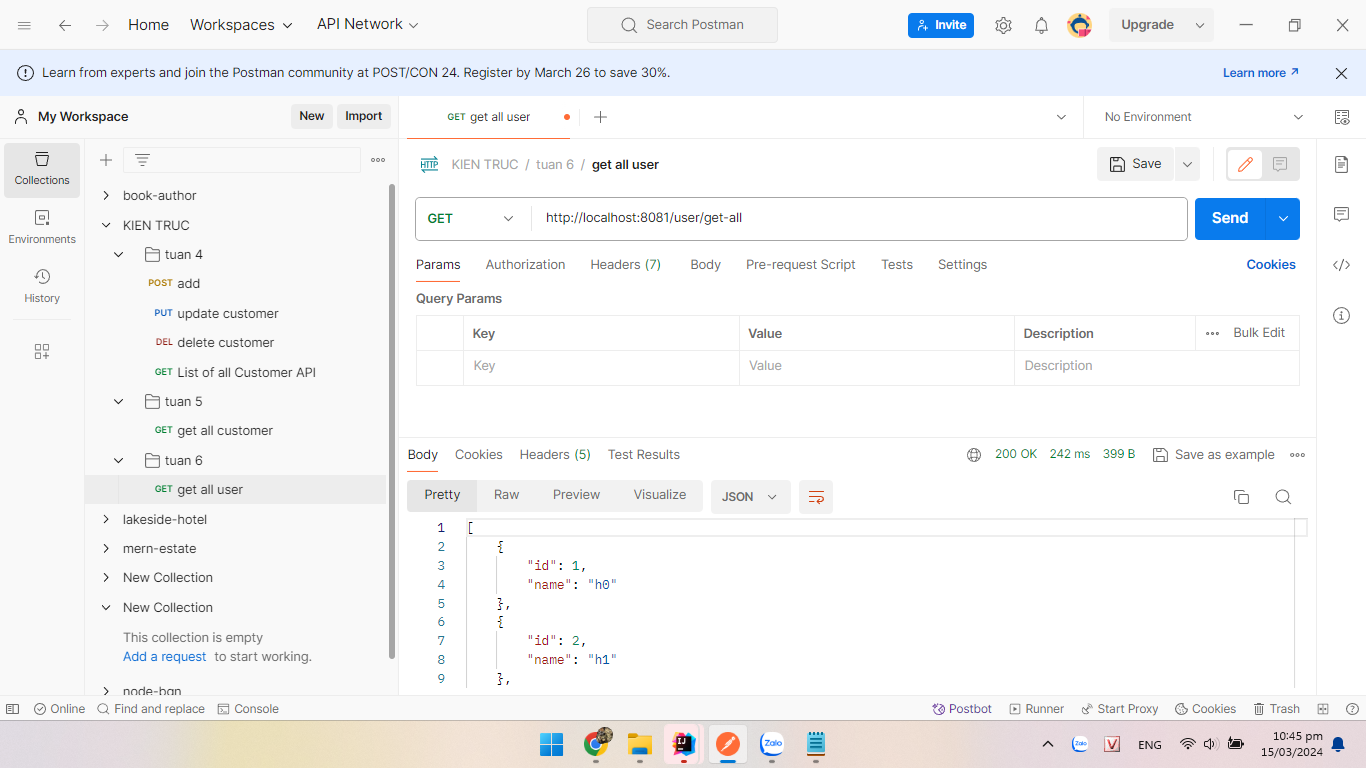 Home Workspaces API Network Search Postman Invite Upgrade
Learn from experts and join the Postman community at POST/CON 24. Register by March 26 to save 30%. Learn more
My Workspace New Import GET get all user No Environment
Collections
Environments
History
book-author
KIEN TRUC
tuan 4
POST add
PUT update customer
DEL delete customer
GET List of all Customer API
tuan 5
GET get all customer
tuan 6
GET get all user
lakeside-hotel
mern-estate
New Collection
New Collection
This collection is empty
Add a request to start working.
node-bgn
HTTP KIEN TRUC / tuan 6 / get all user Save
GET http://localhost:8081/user/get-all Send
Params Authorization Headers (7) Body Pre-request Script Tests Settings Cookies
Query Params
Key Value Description Bulk Edit
Key Value Description
Body Cookies Headers (5) Test Results 200 OK 242 ms 399 B Save as example
Pretty Raw Preview Visualize JSON
1 [
2 {
3 "id": 1,
4 "name": "h0"
5 },
6 {
7 "id": 2,
8 "name": "h1"
9 },
Online Find and replace Console Postbot Runner Start Proxy Cookies Trash
Zalo Zalo ENG 10:45 pm
15/03/2024